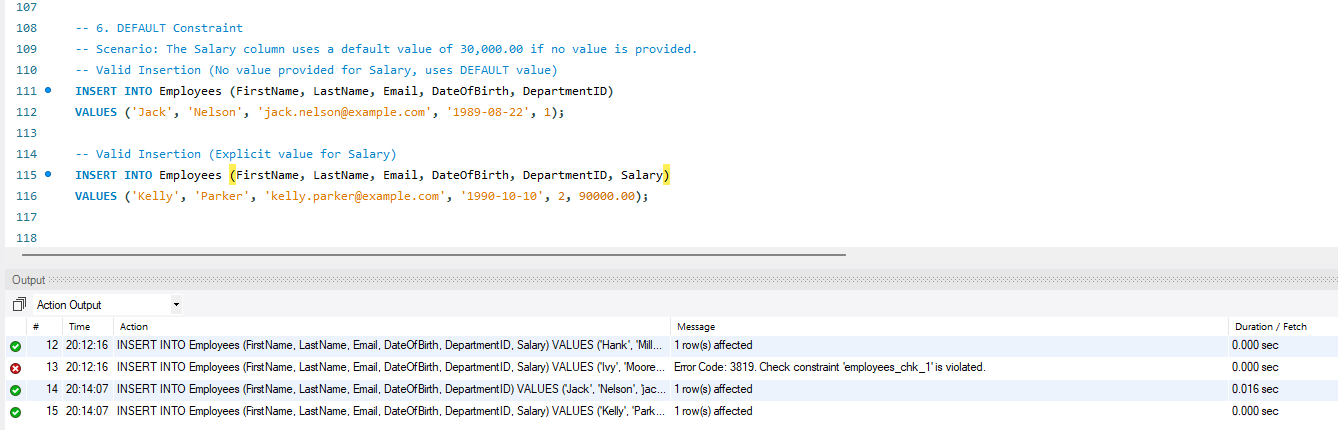 107
108 -- 6. DEFAULT Constraint
109 -- Scenario: The Salary column uses a default value of 30,000.00 if no value is provided.
110 -- Valid Insertion (No value provided for Salary, uses DEFAULT value)
111 INSERT INTO Employees (FirstName, LastName, Email, DateOfBirth, DepartmentID)
112 VALUES ('Jack', 'Nelson', 'jack.nelson@example.com', '1989-08-22', 1);
113
114 -- Valid Insertion (Explicit value for Salary)
115 INSERT INTO Employees (FirstName, LastName, Email, DateOfBirth, DepartmentID, Salary)
116 VALUES ('Kelly', 'Parker', 'kelly.parker@example.com', '1990-10-10', 2, 90000.00);
117
118
Output
Action Output
# Time Action Message Duration / Fetch
12 20:12:16 INSERT INTO Employees (FirstName, LastName, Email, DateOfBirth, DepartmentID, Salary) VALUES ('Hank', 'Mill... 1 row(s) affected 0.000 sec
13 20:12:16 INSERT INTO Employees (FirstName, LastName, Email, DateOfBirth, DepartmentID, Salary) VALUES ('Ivy', 'Moore... Error Code: 3819. Check constraint 'employees_chk_1' is violated. 0.000 sec
14 20:14:07 INSERT INTO Employees (FirstName, LastName, Email, DateOfBirth, DepartmentID) VALUES ('Jack', 'Nelson', 'jac... 1 row(s) affected 0.016 sec
15 20:14:07 INSERT INTO Employees (FirstName, LastName, Email, DateOfBirth, DepartmentID, Salary) VALUES ('Kelly', 'Park... 1 row(s) affected 0.000 sec